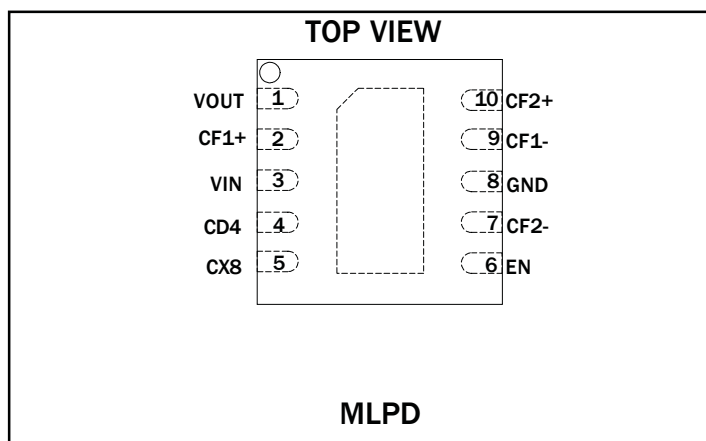 TOP VIEW
VOUT 1 10 CF2+
CF1+ 2 9 CF1-
VIN 3 8 GND
CD4 4 7 CF2-
CX8 5 6 EN
MLPD